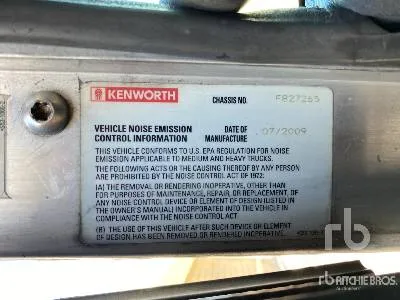 KENWORTH
CHASSIS NO. F827265
VEHICLE NOISE EMISSION DATE OF 07/2009
CONTROL INFORMATION MANUFACTURE
THIS VEHICLE CONFORMS TO U.S. EPA REGULATION FOR NOISE
EMISSION APPLICABLE TO MEDIUM AND HEAVY TRUCKS.
THE FOLLOWING ACTS OR THE CAUSING THEREOF BY ANY PERSON
ARE PROHIBITED BY THE NOISE CONTROL ACT OF 1972:
(A) THE REMOVAL OR RENDERING INOPERATIVE, OTHER THAN
FOR PURPOSES OF MAINTENANCE, REPAIR, OR REPLACEMENT, OF
ANY NOISE CONTROL DEVICE OR ELEMENT OF DESIGN LISTED IN
THE OWNER'S MANUAL) INCORPORATED INTO THE VEHICLE IN
COMPLIANCE WITH THE NOISE CONTROL ACT
(B) THE USE OF THIS VEHICLE AFTER SUCH DEVICE OR ELEMENT
OF DESIGN HAS BEEN REMOVED OR RENDERED INOPERATIVE.
rb
RITCHIE BROS.
Auctioneers